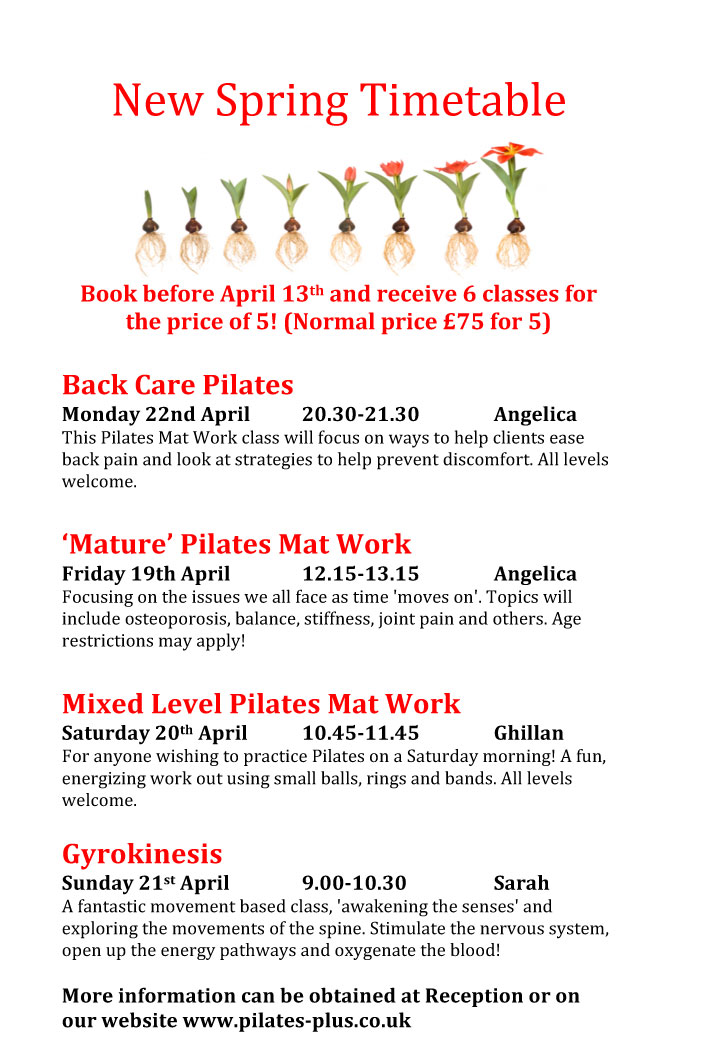 New Spring Timetable
Book before April 13th and receive 6 classes for
the price of 5! (Normal price £75 for 5)
Back Care Pilates
Monday 22nd April 20.30-21.30 Angelica
This Pilates Mat Work class will focus on ways to help clients ease
back pain and look at strategies to help prevent discomfort. All levels
welcome.
‘Mature’ Pilates Mat Work
Friday 19th April 12.15-13.15 Angelica
Focusing on the issues we all face as time 'moves on'. Topics will
include osteoporosis, balance, stiffness, joint pain and others. Age
restrictions may apply!
Mixed Level Pilates Mat Work
Saturday 20th April 10.45-11.45 Ghillan
For anyone wishing to practice Pilates on a Saturday morning! A fun,
energizing work out using small balls, rings and bands. All levels
welcome.
Gyrokinesis
Sunday 21st April 9.00-10.30 Sarah
A fantastic movement based class, 'awakening the senses' and
exploring the movements of the spine. Stimulate the nervous system,
open up the energy pathways and oxygenate the blood!
More information can be obtained at Reception or on
our website www.pilates-plus.co.uk